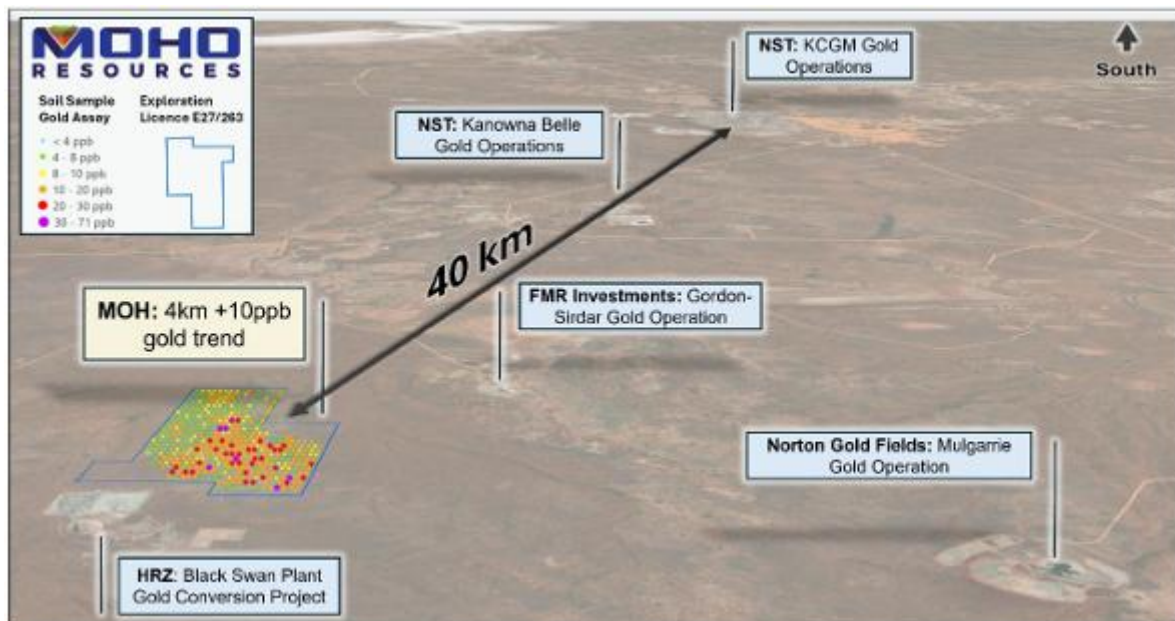 MOHO
RESOURCES
Soil Sample
Gold Assay
Exploration
Licence E27/263
< 4 ppb
4 - 8 ppb
8 - 10 ppb
10 - 20 ppb
20 - 30 ppb
30 - 71 ppb
NST: KCGM Gold
Operations
South
NST: Kanowna Belle
Gold Operations
40 km
MOH: 4km +10ppb
gold trend
FMR Investments: Gordon-
Sirdar Gold Operation
Norton Gold Fields: Mulgarrie
Gold Operation
HRZ: Black Swan Plant
Gold Conversion Project